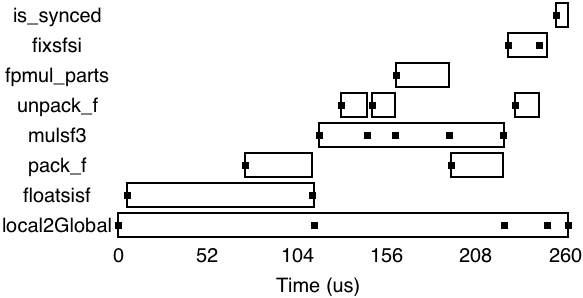 is_synced
fixsfsi
fpmul_parts
unpack_f
mulsf3
pack_f
floatsisf
local2Global
0 52 104 156 208 260
Time (us)